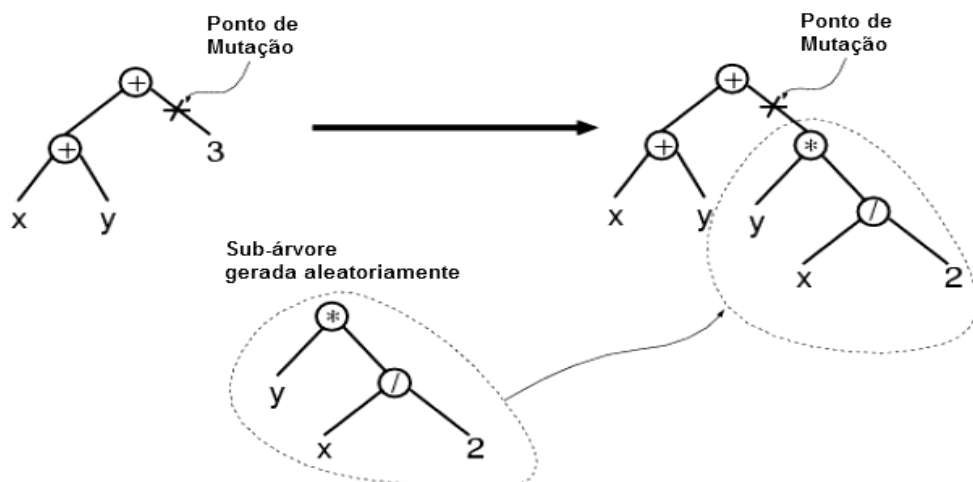 Ponto de
Mutação
+
3
+
x y
Ponto de
Mutação
+
+
*
x y
y
/
x 2
Sub-árvore
gerada aleatoriamente
*
y
/
x 2